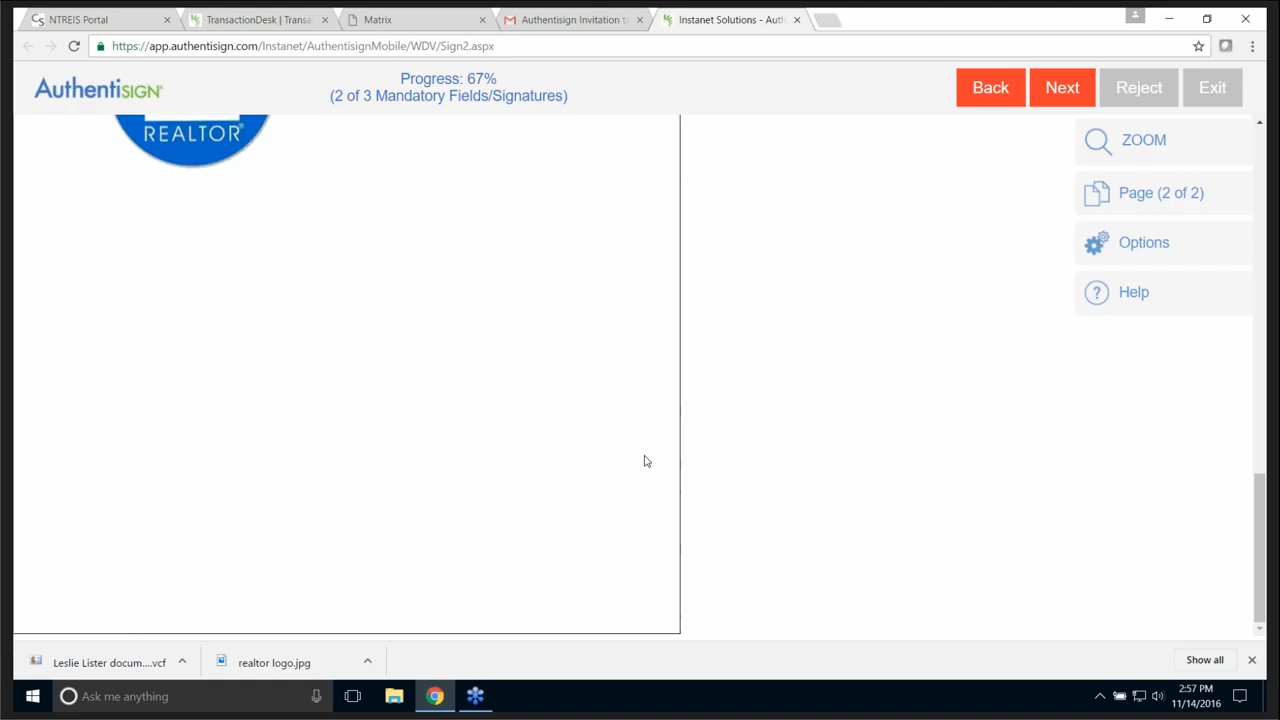 NTREIS Portal
TransactionDesk | Transa
Matrix
Authentisign Invitation to
Instanet Solutions - Auth
https://app.authentisign.com/Instanet/AuthentisignMobile/WDV/Sign2.aspx
AUTHENTISIGN
Progress: 67%
(2 of 3 Mandatory Fields/Signatures)
Back
Next
Reject
Exit
REALTOR®
ZOOM
Page (2 of 2)
Options
Help
Leslie Lister docum....vcf
realtor logo.jpg
Show all
Ask me anything
2:57 PM
11/14/2016